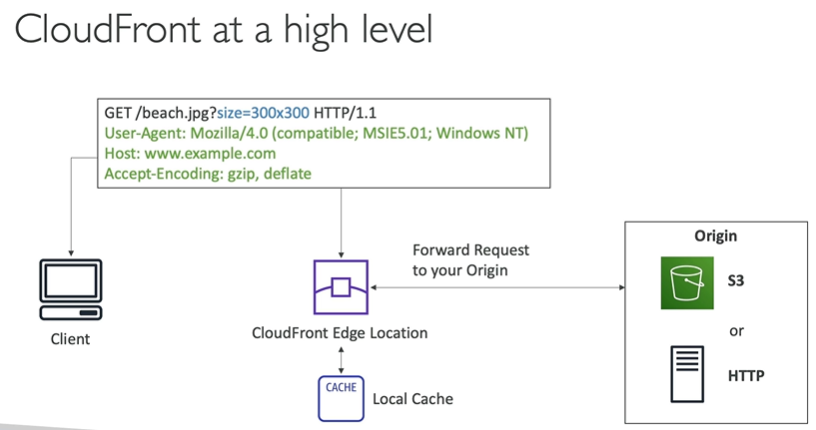 CloudFront at a high level
GET /beach.jpg?size=300x300 HTTP/1.1
User-Agent: Mozilla/4.0 (compatible; MSIE5.01; Windows NT)
Host: www.example.com
Accept-Encoding: gzip, deflate
Client
CloudFront Edge Location
CACHE
Local Cache
Forward Request
to your Origin
Origin
S3
or
HTTP